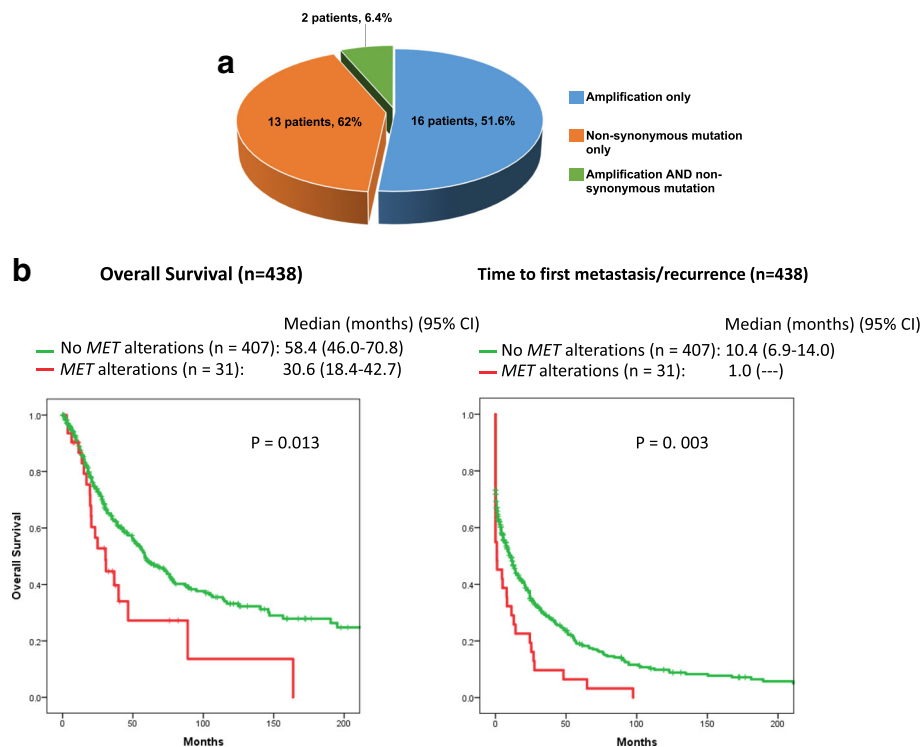 2 patients, 6.4%
a
13 patients, 62%
16 patients, 51.6%
Amplification only
Non-synonymous mutation
only
Amplification AND non-
synonymous mutation
b
Overall Survival (n=438)
Median (months) (95% CI)
No MET alterations (n = 407): 58.4 (46.0-70.8)
MET alterations (n = 31): 30.6 (18.4-42.7)
P = 0.013
Overall Survival
1.0
0.8
0.6
0.4
0.2
0.0
0 50 100 150 200
Months
Time to first metastasis/recurrence (n=438)
Median (months) (95% CI)
No MET alterations (n = 407): 10.4 (6.9-14.0)
MET alterations (n = 31): 1.0 (---)
P = 0. 003
1.0
0.8
0.6
0.4
0.2
0.0
0 50 100 150 200
Months